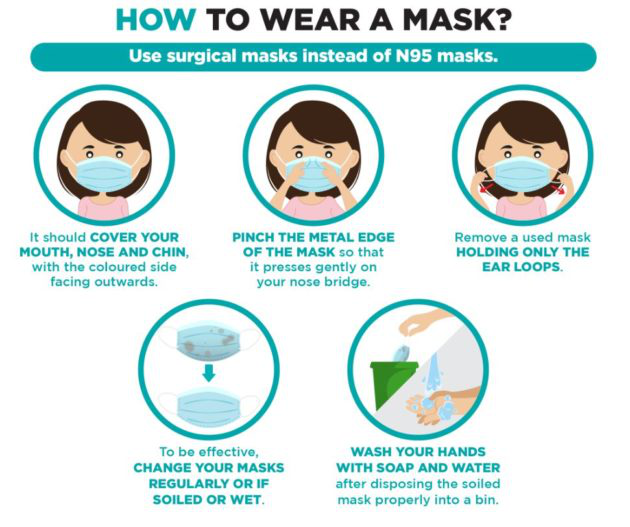 HOW TO WEAR A MASK?
Use surgical masks instead of N95 masks.
It should COVER YOUR
MOUTH, NOSE AND CHIN,
with the coloured side
facing outwards.
PINCH THE METAL EDGE
OF THE MASK so that
it presses gently on
your nose bridge.
Remove a used mask
HOLDING ONLY THE
EAR LOOPS.
To be effective,
CHANGE YOUR MASKS
REGULARLY OR IF
SOILED OR WET.
WASH YOUR HANDS
WITH SOAP AND WATER
after disposing the soiled
mask properly into a bin.